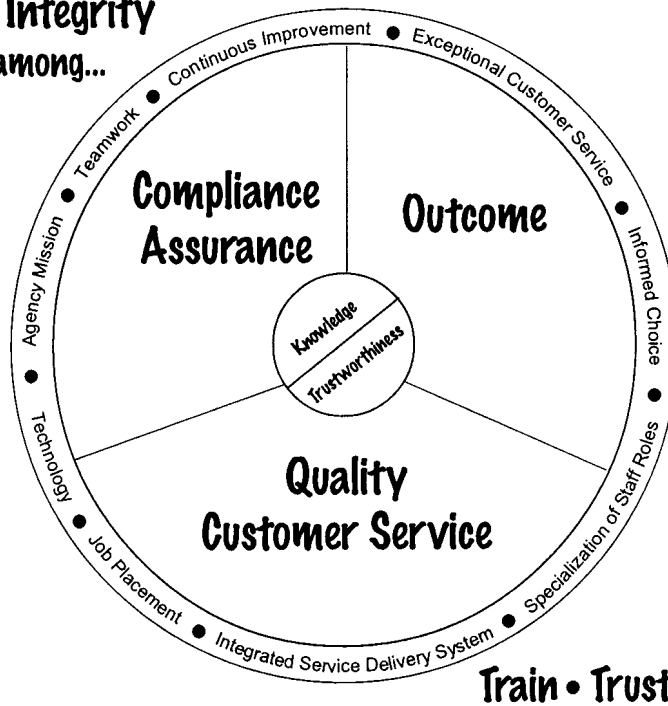 Integrity
among...
Continuous Improvement • Exceptional Customer Service • Informed Choice • Specialization of Staff Roles • Integrated Service Delivery System • Job Placement • Technology • Agency Mission • Teamwork •
Compliance
Assurance
Outcome
Knowledge
Trustworthiness
Quality
Customer Service
Train • Trust